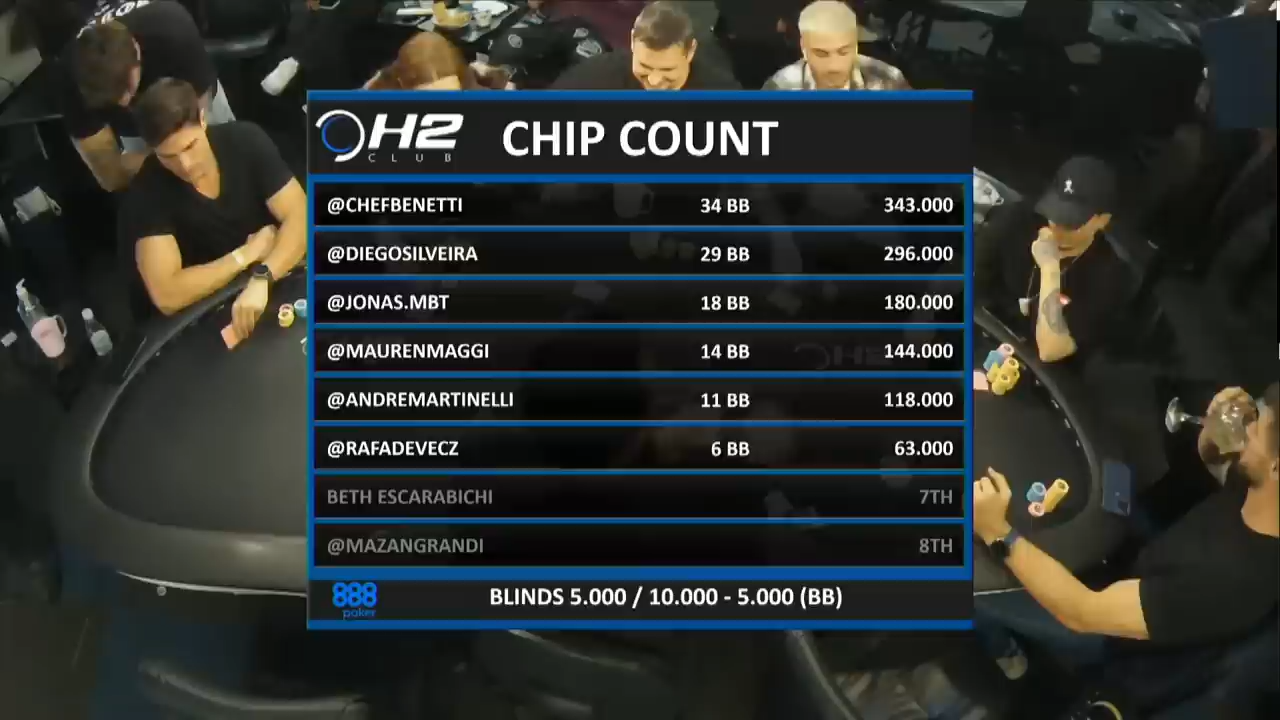 H2 CLUB CHIP COUNT
@CHEFBENETTI 34 BB 343.000
@DIEGOSILVEIRA 29 BB 296.000
@JONAS.MBT 18 BB 180.000
@MAURENMAGGI 14 BB 144.000
@ANDREMARTINELLI 11 BB 118.000
@RAFADEVECZ 6 BB 63.000
BETH ESCARABICHI 7TH
@MAZANGRANDI 8TH
888 poker BLINDS 5.000 / 10.000 - 5.000 (BB)